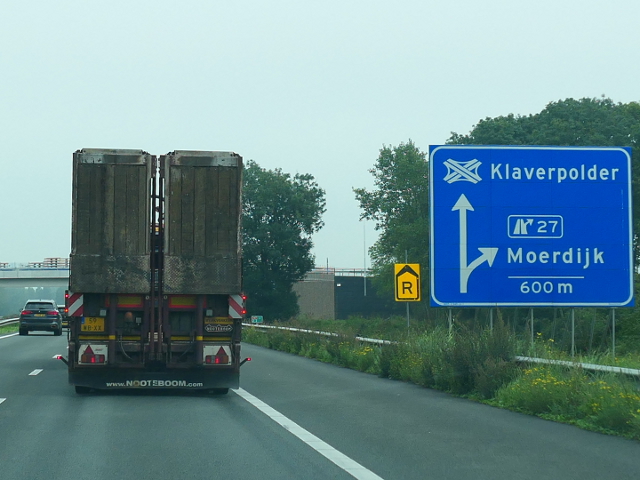 Klaverpolder
27
Moerdijk
600 m
R
www.NOOTEBOOM.com